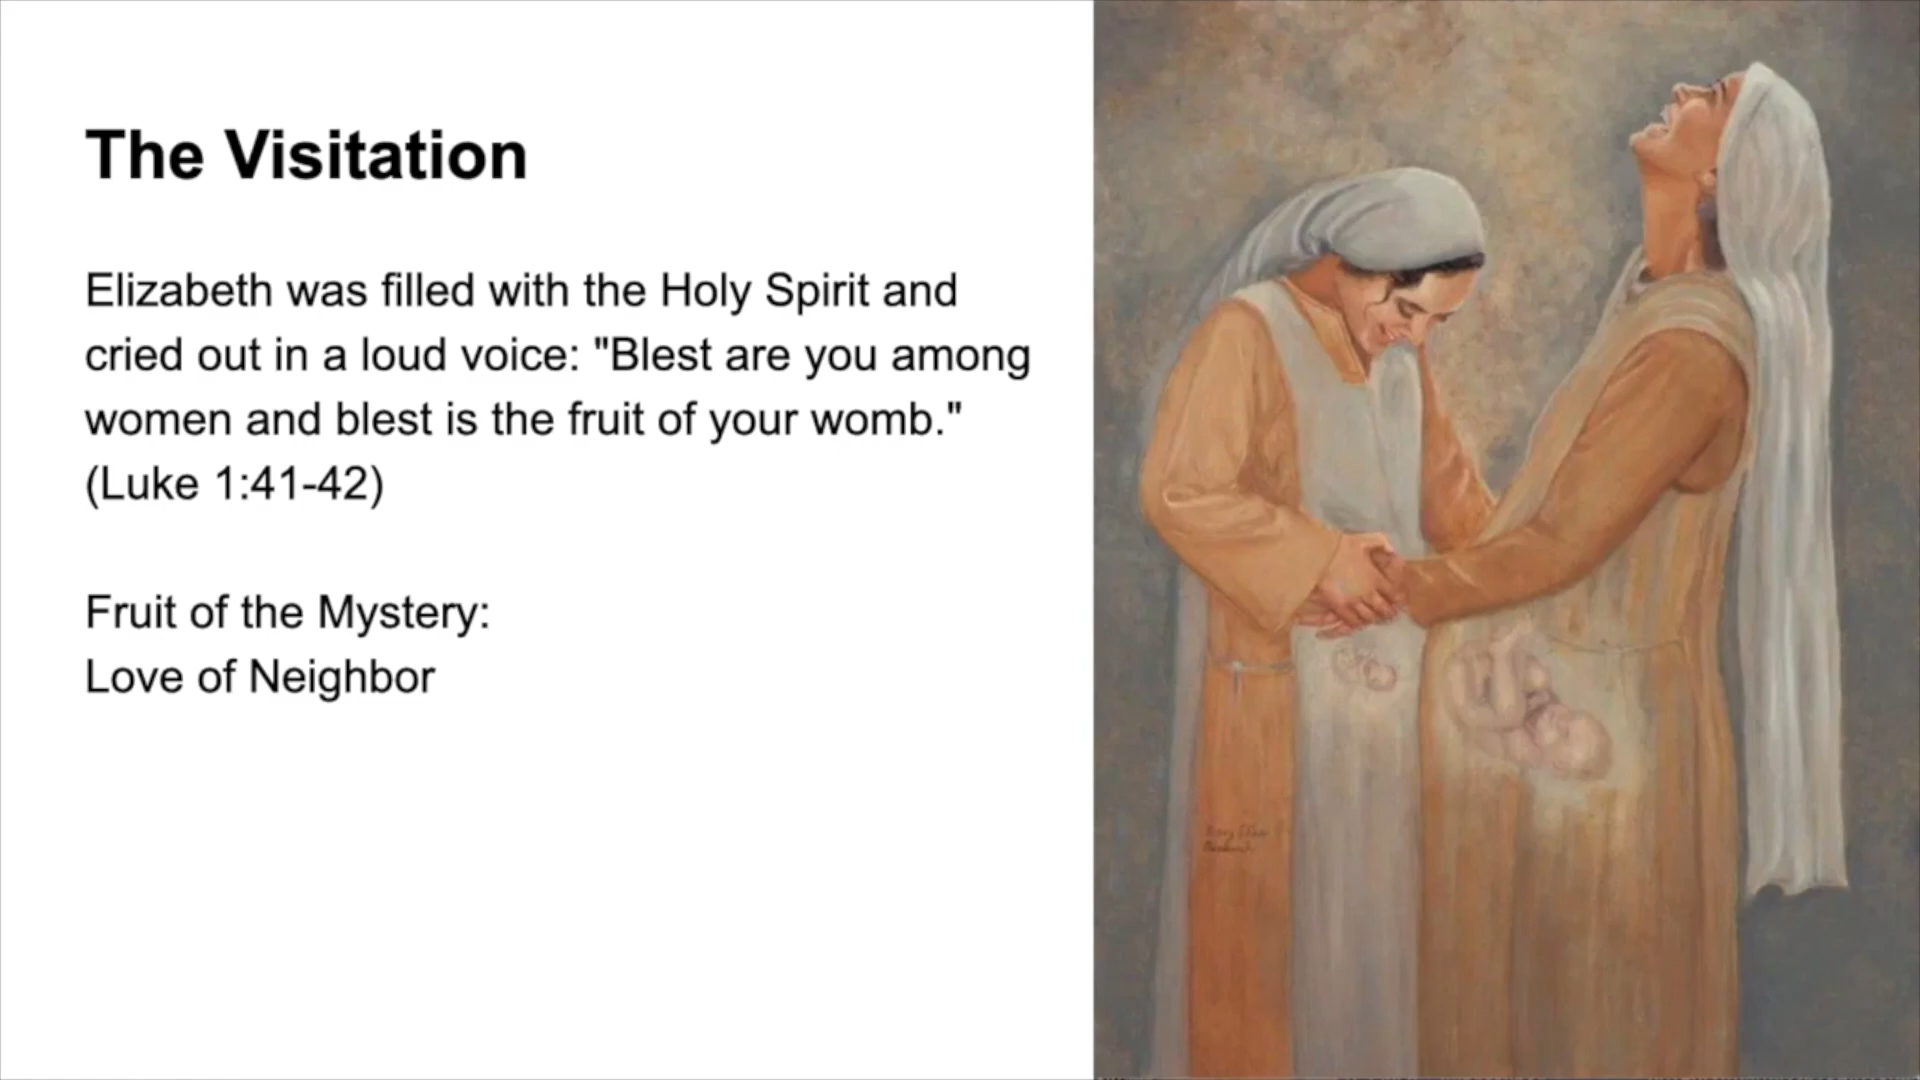 The Visitation
Elizabeth was filled with the Holy Spirit and
cried out in a loud voice: "Blest are you among
women and blest is the fruit of your womb."
(Luke 1:41-42)
Fruit of the Mystery:
Love of Neighbor